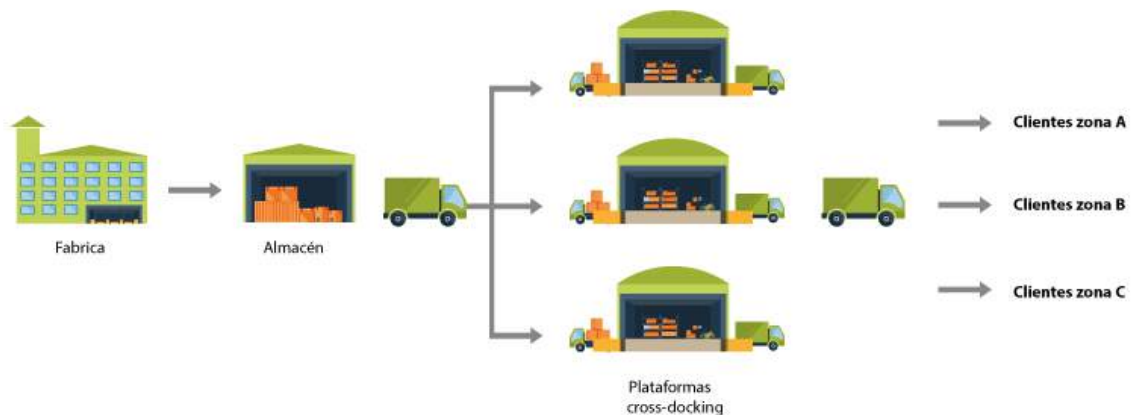 Fabrica
Almacén
Plataformas
cross-docking
Clientes zona A
Clientes zona B
Clientes zona C